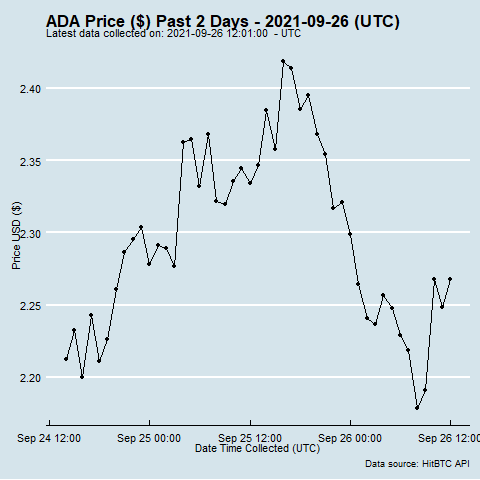 ADA Price ($) Past 2 Days - 2021-09-26 (UTC)
Latest data collected on: 2021-09-26 12:01:00 - UTC
2.40
2.35
2.30
2.25
2.20
Price USD ($)
Sep 24 12:00 Sep 25 00:00 Sep 25 12:00 Sep 26 00:00 Sep 26 12:00
Date Time Collected (UTC)
Data source: HitBTC API